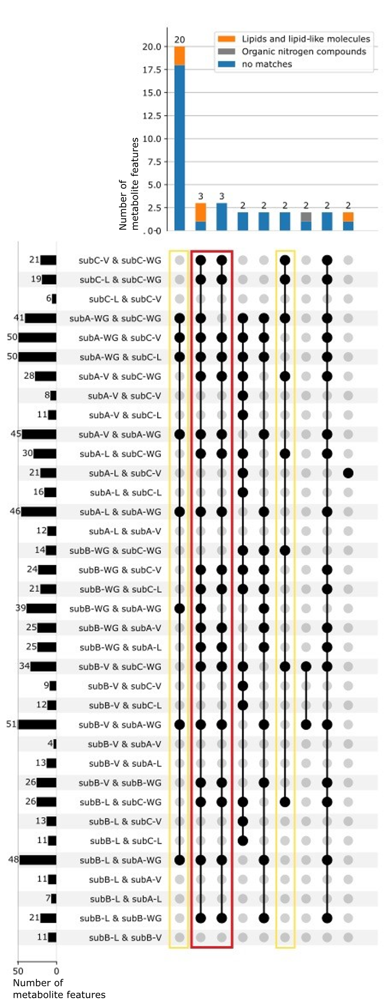 20
20.0
17.5
15.0
12.5
10.0
7.5
5.0
2.5
.0-0
Number of
metabolite features
Lipids and lipid-like molecules
Organic nitrogen compounds
no matches
3 3 2 2 2 2 2 2
21 subC-V & subC-WG
19 subC-L & subC-WG
6 subC-L & subC-V
41 subA-WG & subC-WG
50 subA-WG & subC-V
50 subA-WG & subC-L
28 subA-V & subC-WG
8 subA-V & subC-V
11 subA-V & subC-L
45 subA-V & subA-WG
30 subA-L & subC-WG
21 subA-L & subC-V
16 subA-L & subC-L
46 subA-L & subA-WG
12 subA-L & subA-V
14 subB-WG & subC-WG
24 subB-WG & subC-V
21 subB-WG & subC-L
39 subB-WG & subA-WG
25 subB-WG & subA-V
25 subB-WG & subA-L
34 subB-V & subC-WG
9 subB-V & subC-V
12 subB-V & subC-L
51 subB-V & subA-WG
4 subB-V & subA-V
13 subB-V & subA-L
26 subB-V & subB-WG
26 subB-L & subC-WG
13 subB-L & subC-V
11 subB-L & subC-L
48 subB-L & subA-WG
11 subB-L & subA-V
7 subB-L & subA-L
21 subB-L & subB-WG
11 subB-L & subB-V
50 0
Number of
metabolite features